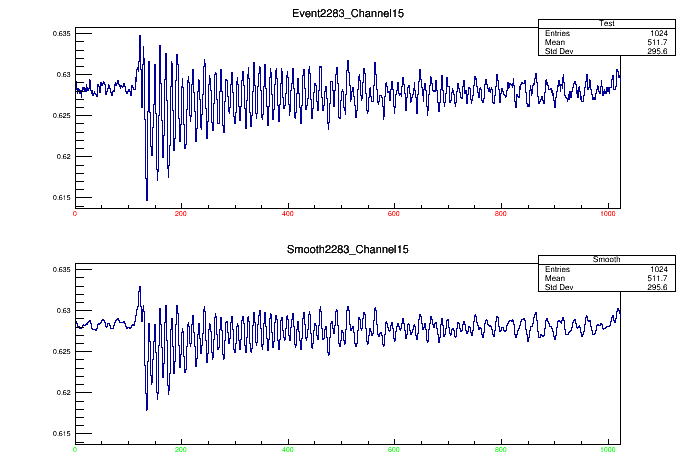 Event2283_Channel15
Test
Entries 1024
Mean 511.7
Std Dev 295.6
0.635
0.63
0.625
0.62
0.615
0 200 400 600 800 1000
Smooth2283_Channel15
Smooth
Entries 1024
Mean 511.7
Std Dev 295.6
0.635
0.63
0.625
0.62
0.615
0 200 400 600 800 1000